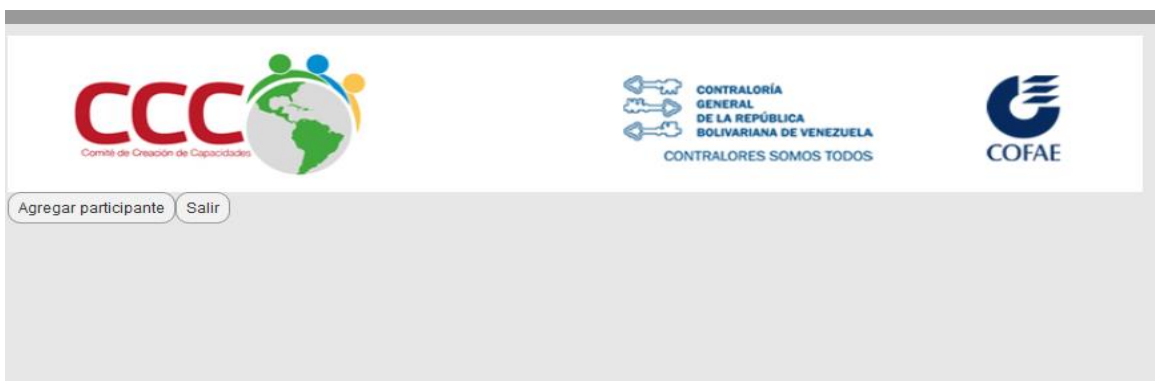 CCC
Comité de Creación de Capacidades
CONTRALORÍA
GENERAL
DE LA REPÚBLICA
BOLIVARIANA DE VENEZUELA
CONTRALORES SOMOS TODOS
COFAE
Agregar participante Salir